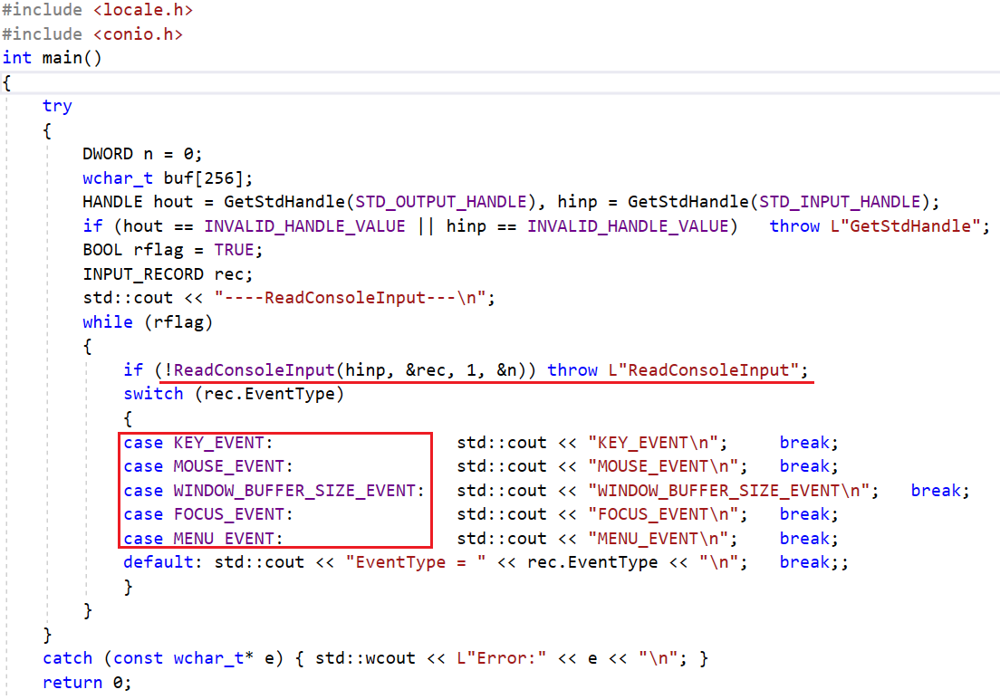 #include <locale.h>
#include <conio.h>
int main()
{
    try
    {
        DWORD n = 0;
        wchar_t buf[256];
        HANDLE hout = GetStdHandle(STD_OUTPUT_HANDLE), hinp = GetStdHandle(STD_INPUT_HANDLE);
        if (hout == INVALID_HANDLE_VALUE || hinp == INVALID_HANDLE_VALUE)   throw L"GetStdHandle";
        BOOL rflag = TRUE;
        INPUT_RECORD rec;
        std::cout << "----ReadConsoleInput---\n";
        while (rflag)
        {
            if (!ReadConsoleInput(hinp, &rec, 1, &n)) throw L"ReadConsoleInput";
            switch (rec.EventType)
            {
            case KEY_EVENT:                  std::cout << "KEY_EVENT\n";     break;
            case MOUSE_EVENT:                std::cout << "MOUSE_EVENT\n";   break;
            case WINDOW_BUFFER_SIZE_EVENT:   std::cout << "WINDOW_BUFFER_SIZE_EVENT\n";   break;
            case FOCUS_EVENT:                std::cout << "FOCUS_EVENT\n";   break;
            case MENU_EVENT:                 std::cout << "MENU_EVENT\n";    break;
            default: std::cout << "EventType = " << rec.EventType << "\n";   break;;
            }
        }
    }
    catch (const wchar_t* e) { std::wcout << L"Error:" << e << "\n"; }
    return 0;